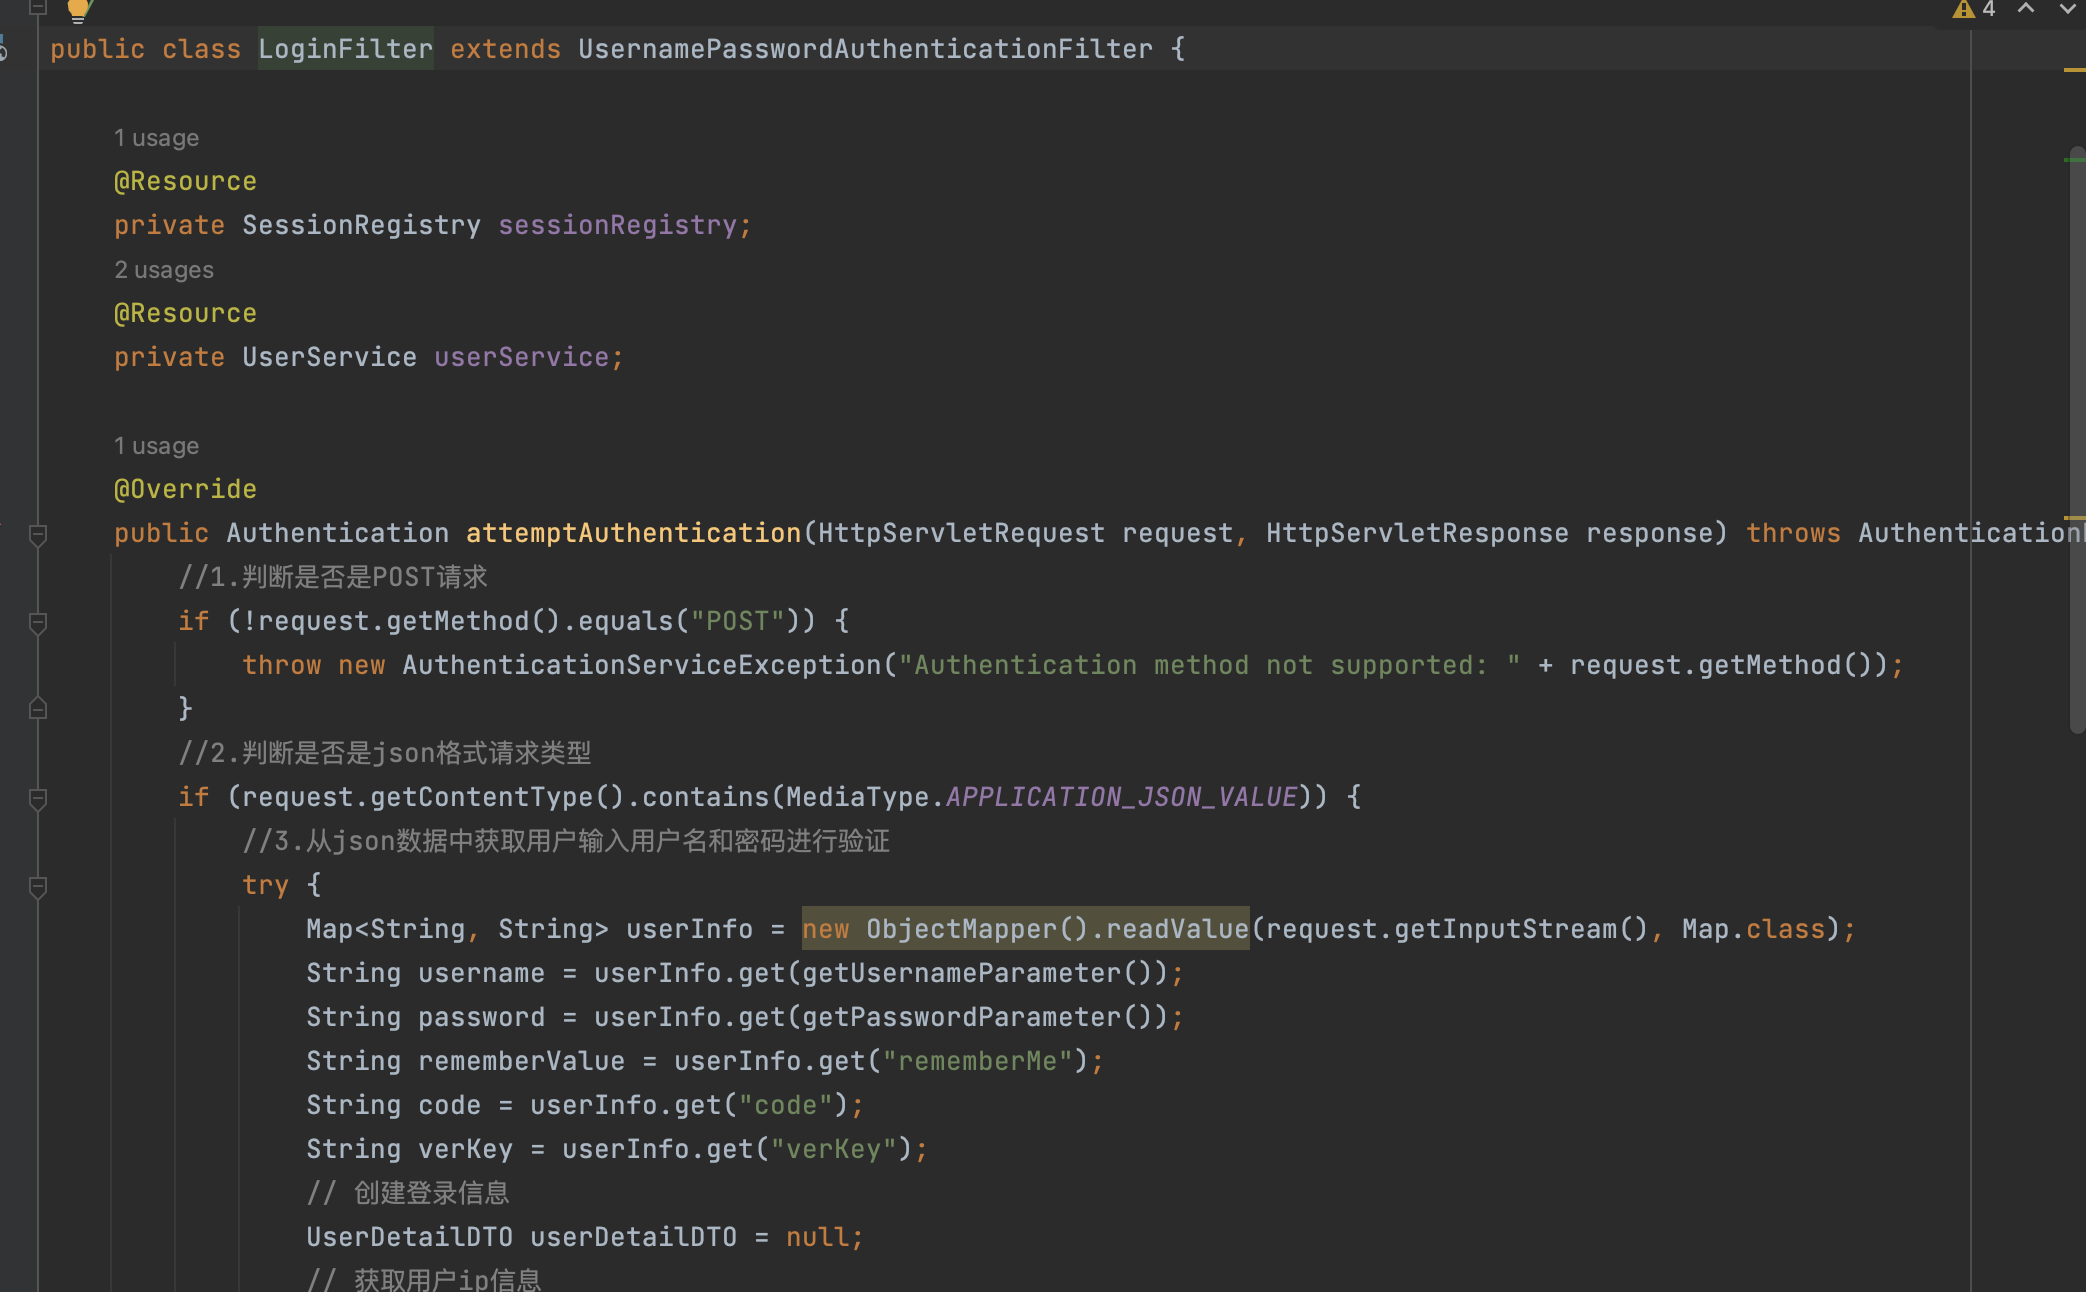 4
public class LoginFilter extends UsernamePasswordAuthenticationFilter {
1 usage
@Resource
private SessionRegistry sessionRegistry;
2 usages
@Resource
private UserService userService;
1 usage
@Override
public Authentication attemptAuthentication(HttpServletRequest request, HttpServletResponse response) throws Authentication
//1.判断是否是POST请求
if (!request.getMethod().equals("POST")) {
throw new AuthenticationServiceException("Authentication method not supported: " + request.getMethod());
}
//2.判断是否是json格式请求类型
if (request.getContentType().contains(MediaType.APPLICATION_JSON_VALUE)) {
//3.从json数据中获取用户输入用户名和密码进行验证
try {
Map<String, String> userInfo = new ObjectMapper().readValue(request.getInputStream(), Map.class);
String username = userInfo.get(getUsernameParameter());
String password = userInfo.get(getPasswordParameter());
String rememberValue = userInfo.get("rememberMe");
String code = userInfo.get("code");
String verKey = userInfo.get("verKey");
// 创建登录信息
UserDetailDTO userDetailDTO = null;
// 获取用户ip信息